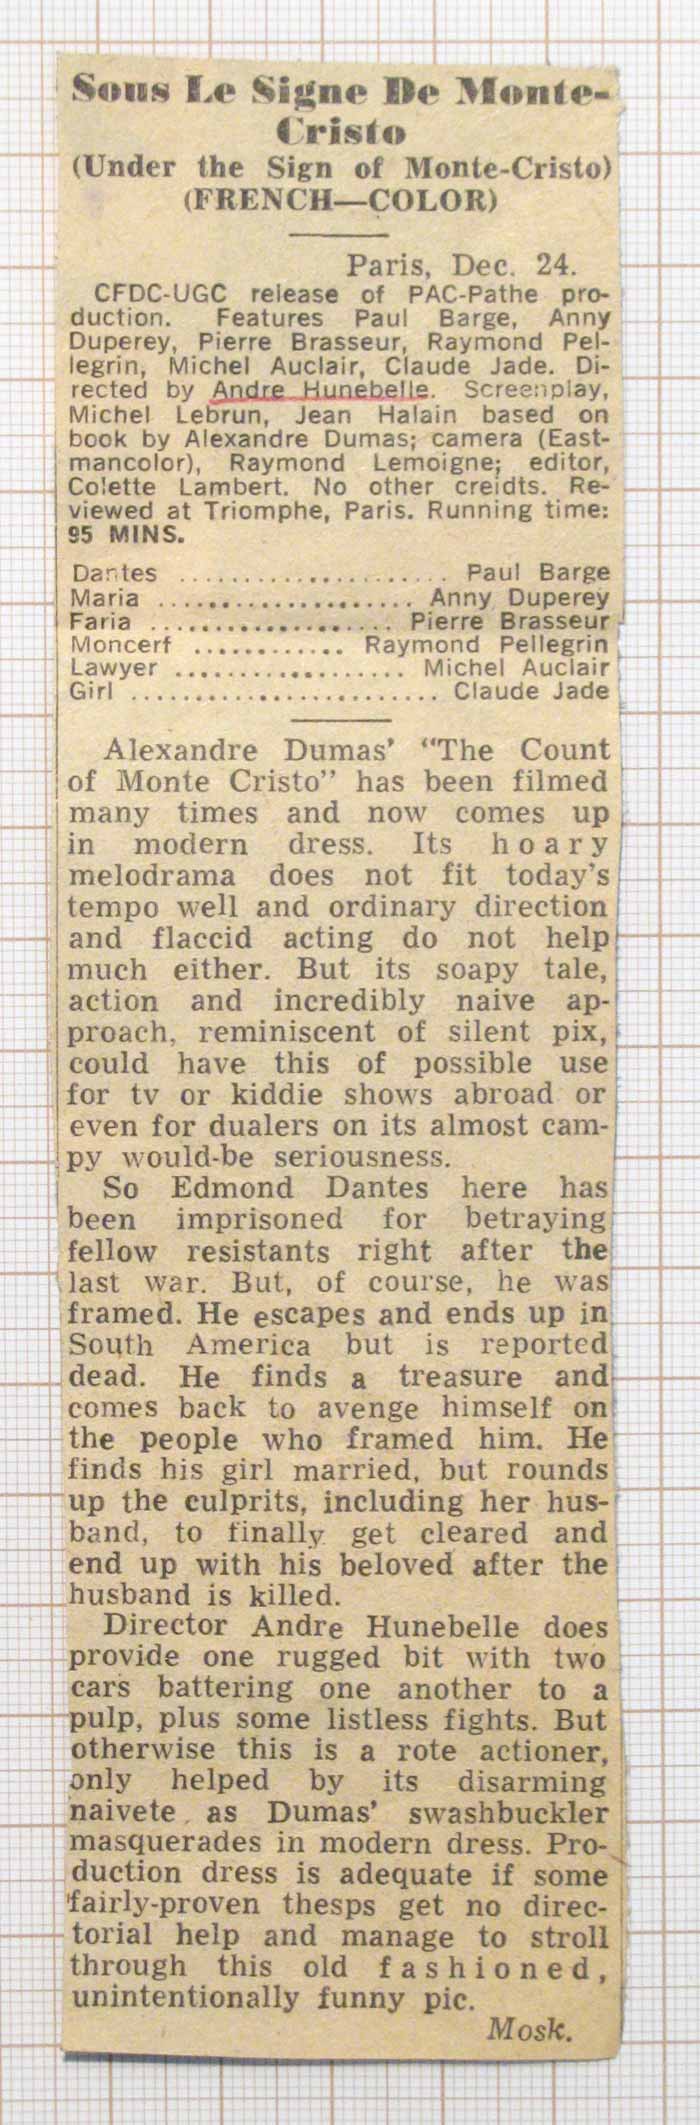 Sous Le Signe De Monte-
Cristo
(Under the Sign of Monte-Cristo)
(FRENCH—COLOR)
Paris, Dec. 24.
CFDC-UGC release of PAC-Pathe pro-
duction. Features Paul Barge, Anny
Duperey, Pierre Brasseur, Raymond Pel-
legrin, Michel Auclair, Claude Jade. Di-
rected by Andre Hunebelle. Screenplay,
Michel Lebrun, Jean Halain based on
book by Alexandre Dumas; camera (East-
mancolor), Raymond Lemoigne; editor,
Colette Lambert. No other creidts. Re-
viewed at Triomphe, Paris. Running time:
95 MINS.
Dantes ..................... Paul Barge
Maria ..................... Anny Duperey
Faria ..................... Pierre Brasseur
Moncerf ............ Raymond Pellegrin
Lawyer .................. Michel Auclair
Girl ........................ Claude Jade
Alexandre Dumas' "The Count
of Monte Cristo" has been filmed
many times and now comes up
in modern dress. Its hoary
melodrama does not fit today's
tempo well and ordinary direction
and flaccid acting do not help
much either. But its soapy tale,
action and incredibly naive ap-
proach, reminiscent of silent pix,
could have this of possible use
for tv or kiddie shows abroad or
even for dualers on its almost cam-
py would-be seriousness.
So Edmond Dantes here has
been imprisoned for betraying
fellow resistants right after the
last war. But, of course, he was
framed. He escapes and ends up in
South America but is reported
dead. He finds a treasure and
comes back to avenge himself on
the people who framed him. He
finds his girl married, but rounds
up the culprits, including her hus-
band, to finally get cleared and
end up with his beloved after the
husband is killed.
Director Andre Hunebelle does
provide one rugged bit with two
cars battering one another to a
pulp, plus some listless fights. But
otherwise this is a rote actioner,
only helped by its disarming
naivete as Dumas' swashbuckler
masquerades in modern dress. Pro-
duction dress is adequate if some
fairly-proven thesps get no direc-
torial help and manage to stroll
through this old fashioned,
unintentionally funny pic.
Mosk.